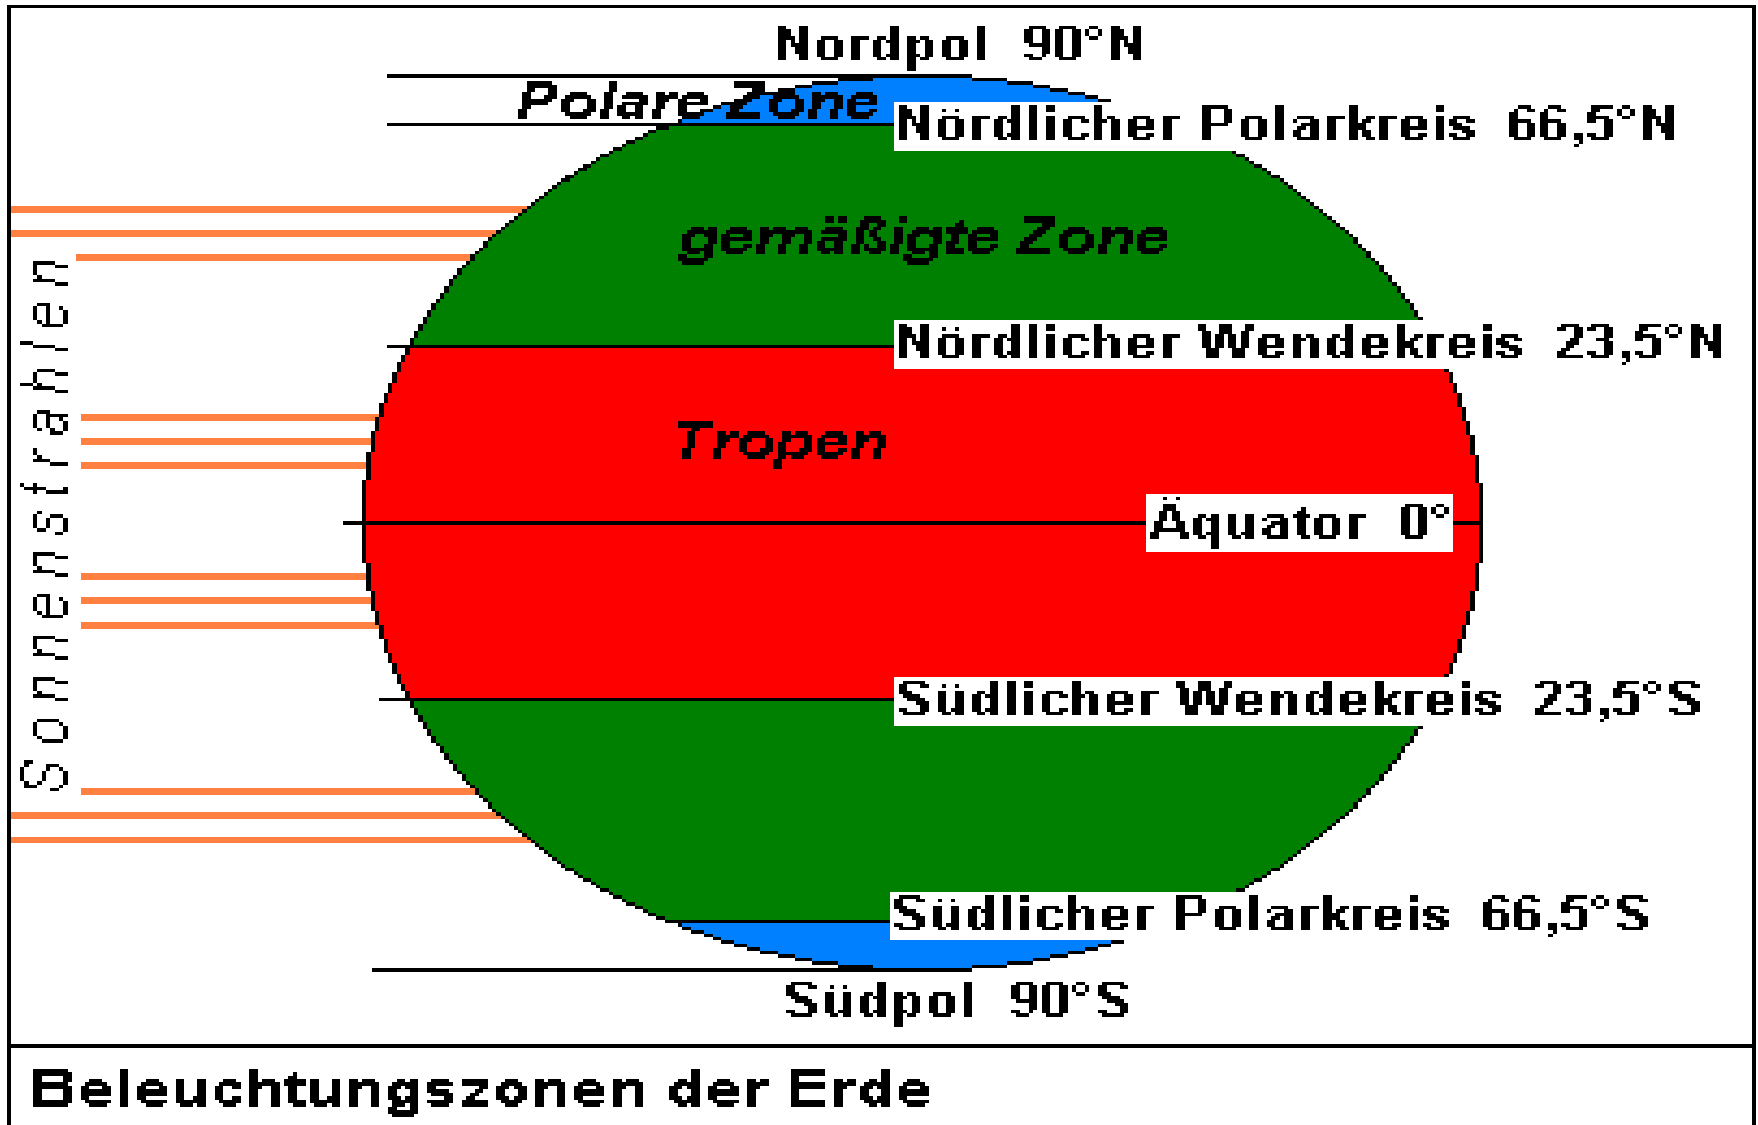 Nordpol 90°N
Polare Zone
Nördlicher Polarkreis 66,5°N
gemäßigte Zone
Nördlicher Wendekreis 23,5°N
Sonnenstrahlen
Tropen
Äquator 0°
Südlicher Wendekreis 23,5°S
Südlicher Polarkreis 66,5°S
Südpol 90°S
Beleuchtungszonen der Erde